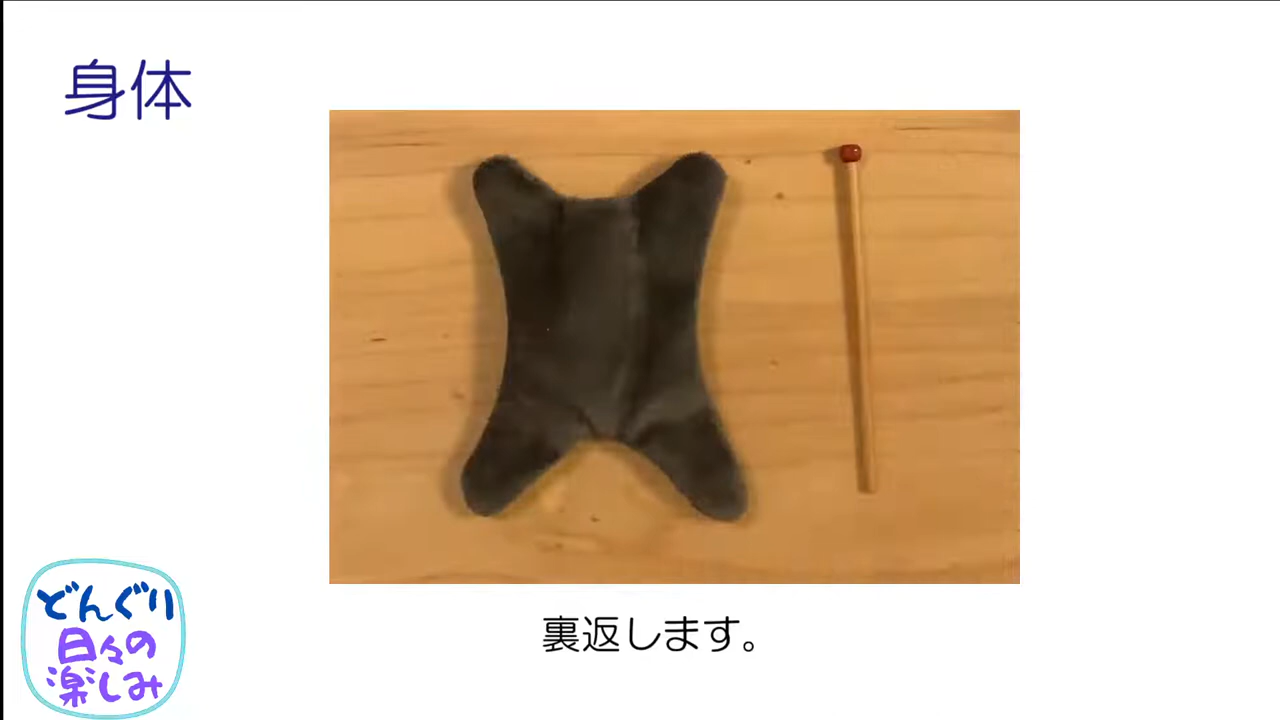 身体
裏返します。
どんぐり
日々の
楽しみ